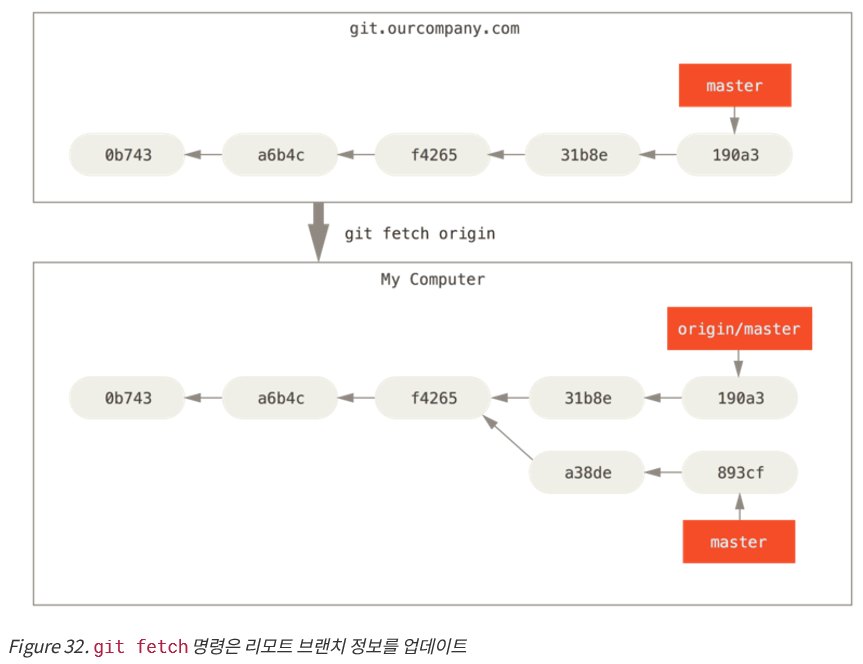 git.ourcompany.com
master
0b743 a6b4c f4265 31b8e 190a3
git fetch origin
My Computer
origin/master
0b743 a6b4c f4265 31b8e 190a3
a38de 893cf
master
Figure 32. git fetch 명령은 리모트 브랜치 정보를 업데이트